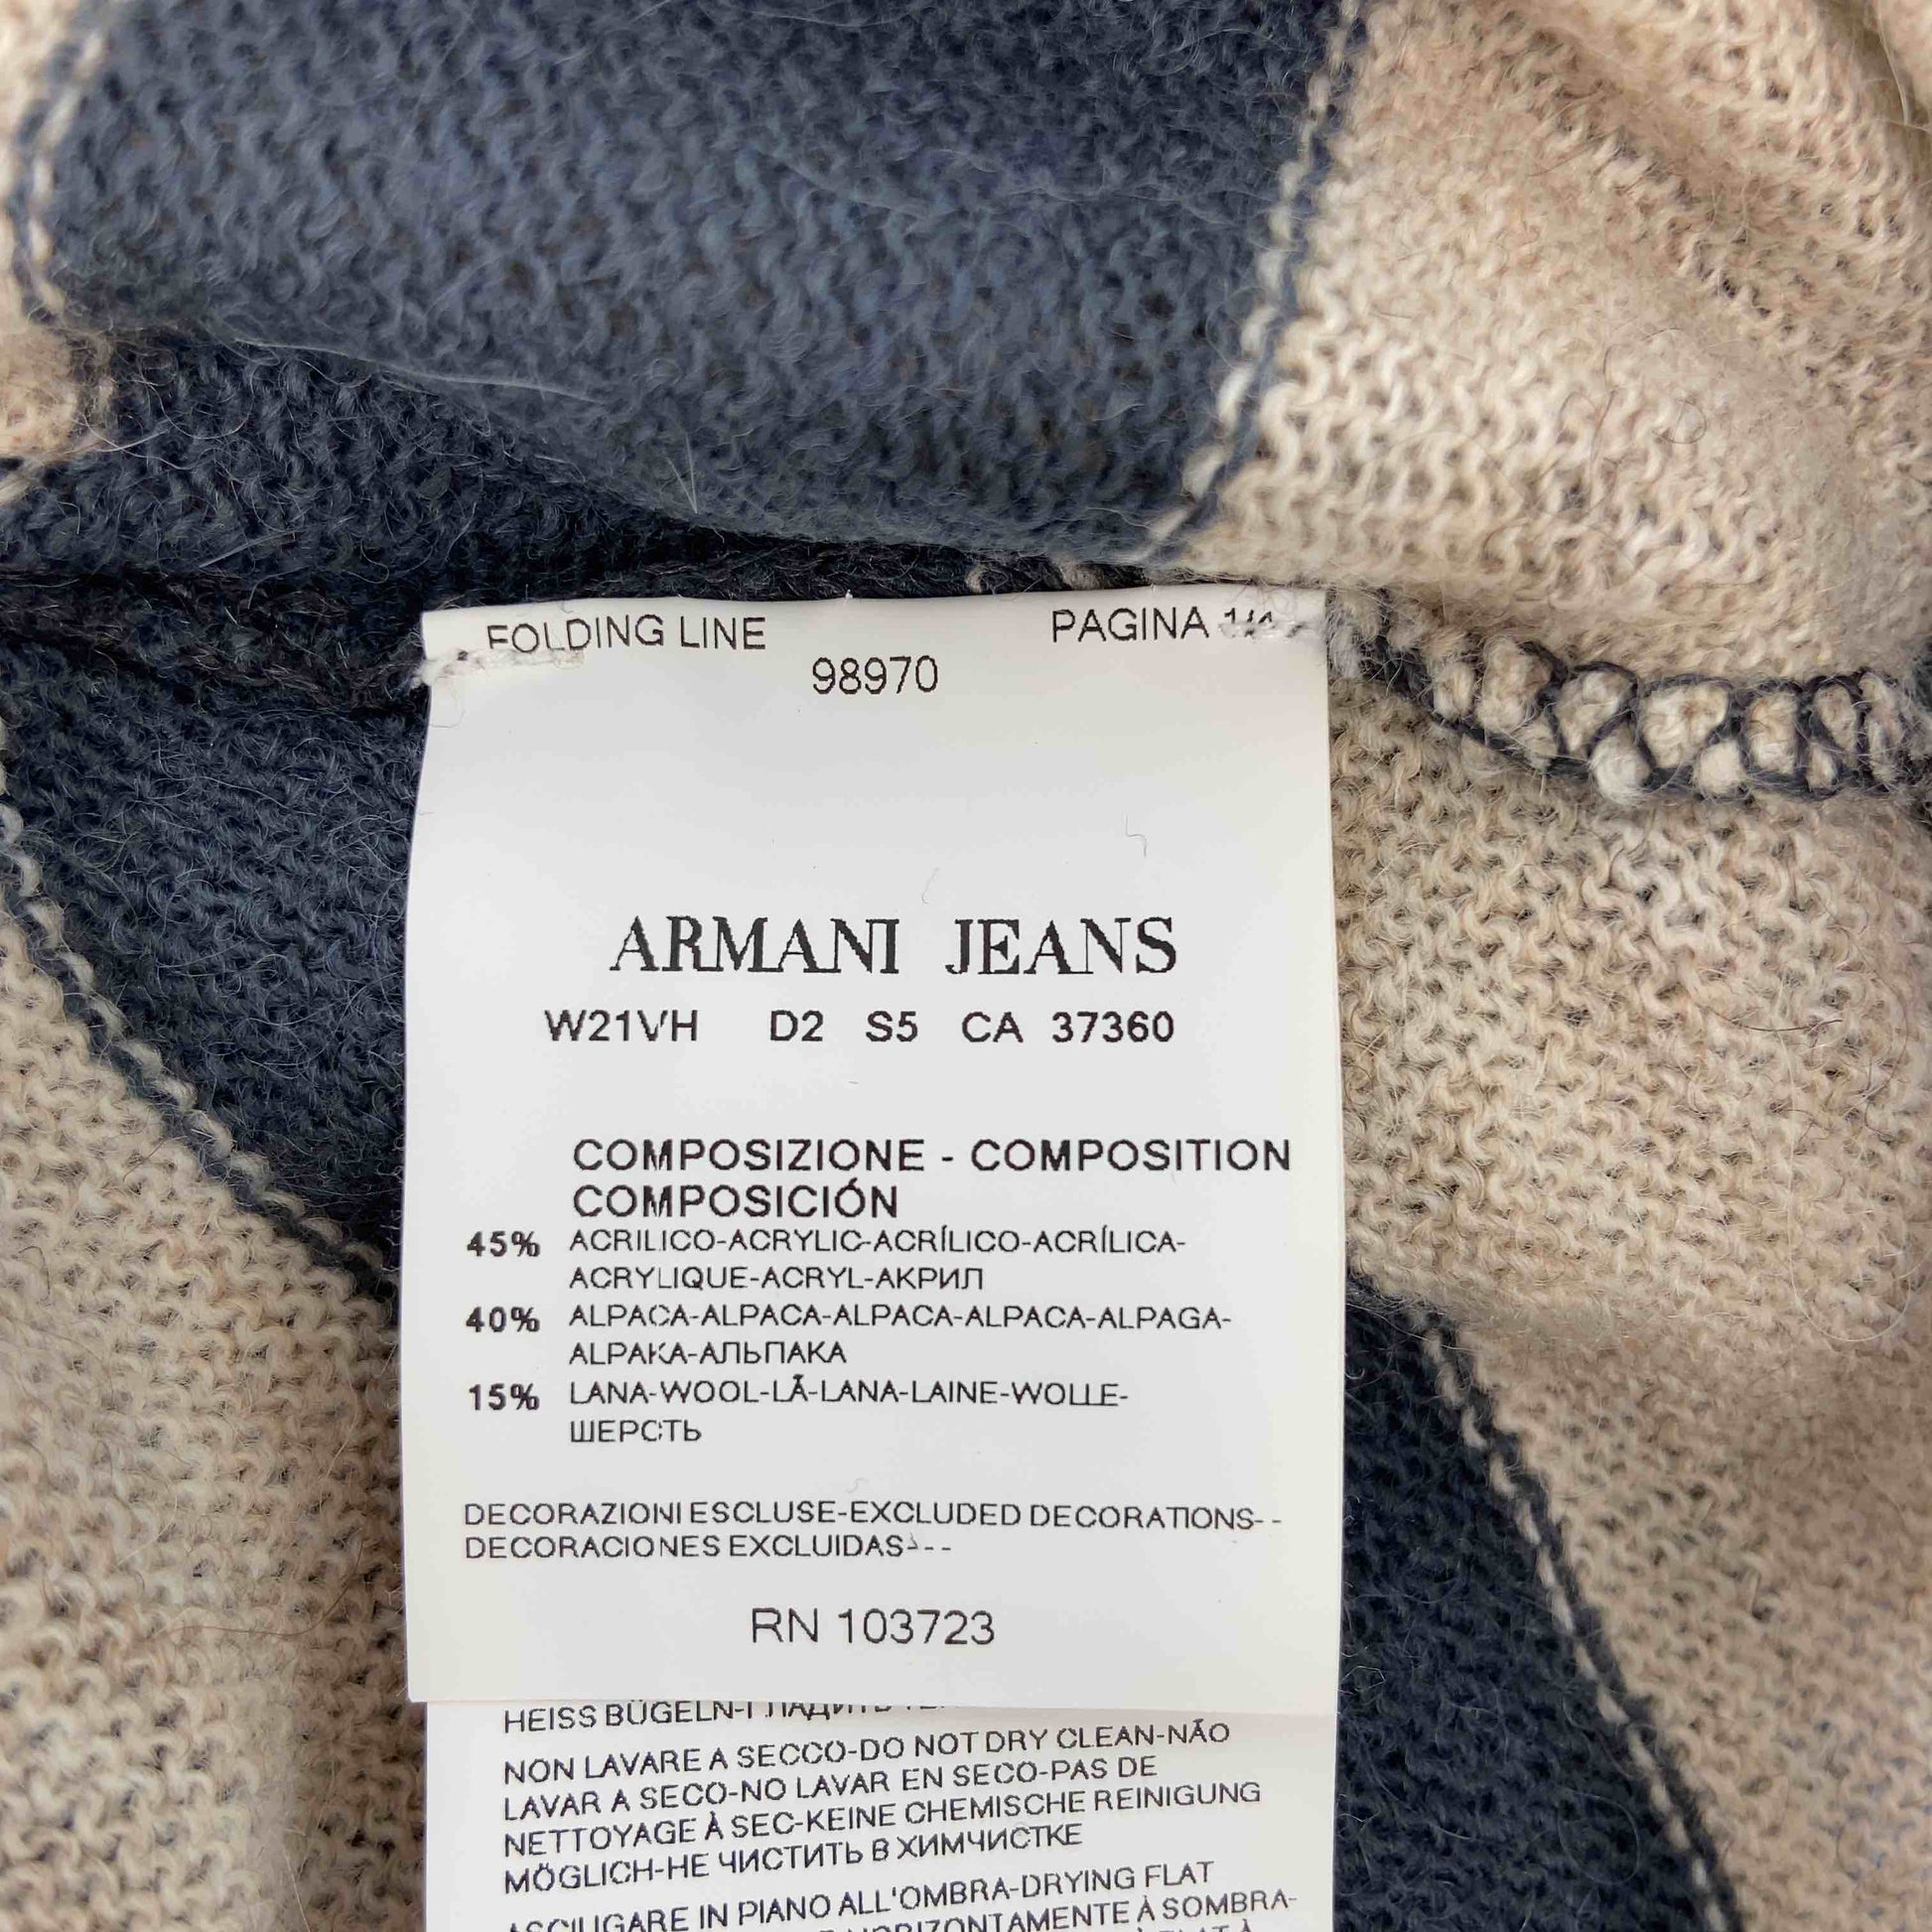 FOLDING LINE PAGINA
98970
ARMANI JEANS
W21VH D2 S5 CA 37360
COMPOSIZIONE - COMPOSITION
COMPOSICIÓN
45% ACRILICO-ACRYLIC-ACRÍLICO-ACRÍLICA-
ACRYLIQUE-ACRYL-АКРИЛ
40% ALPACA-ALPACA-ALPACA-ALPACA-ALPAGA-
ALPAKA-АЛЬПАКА
15% LANA-WOOL-LÃ-LANA-LAINE-WOLLE-
ШЕРСТЬ
DECORAZIONI ESCLUSE-EXCLUDED DECORATIONS- -
DECORACIONES EXCLUIDAS- - -
RN 103723
HEISS BÜGELN-ГЛАДИТЬ
NON LAVARE A SECCO-DO NOT DRY CLEAN-NÃO
LAVAR A SECO-NO LAVAR EN SECO-PAS DE
NETTOYAGE À SEC-KEINE CHEMISCHE REINIGUNG
MÖGLICH-НЕ ЧИСТИТЬ В ХИМЧИСТКЕ
ASCIUGARE IN PIANO ALL'OMBRA-DRYING FLAT
HORIZONTAMENTE À SOMBRA-